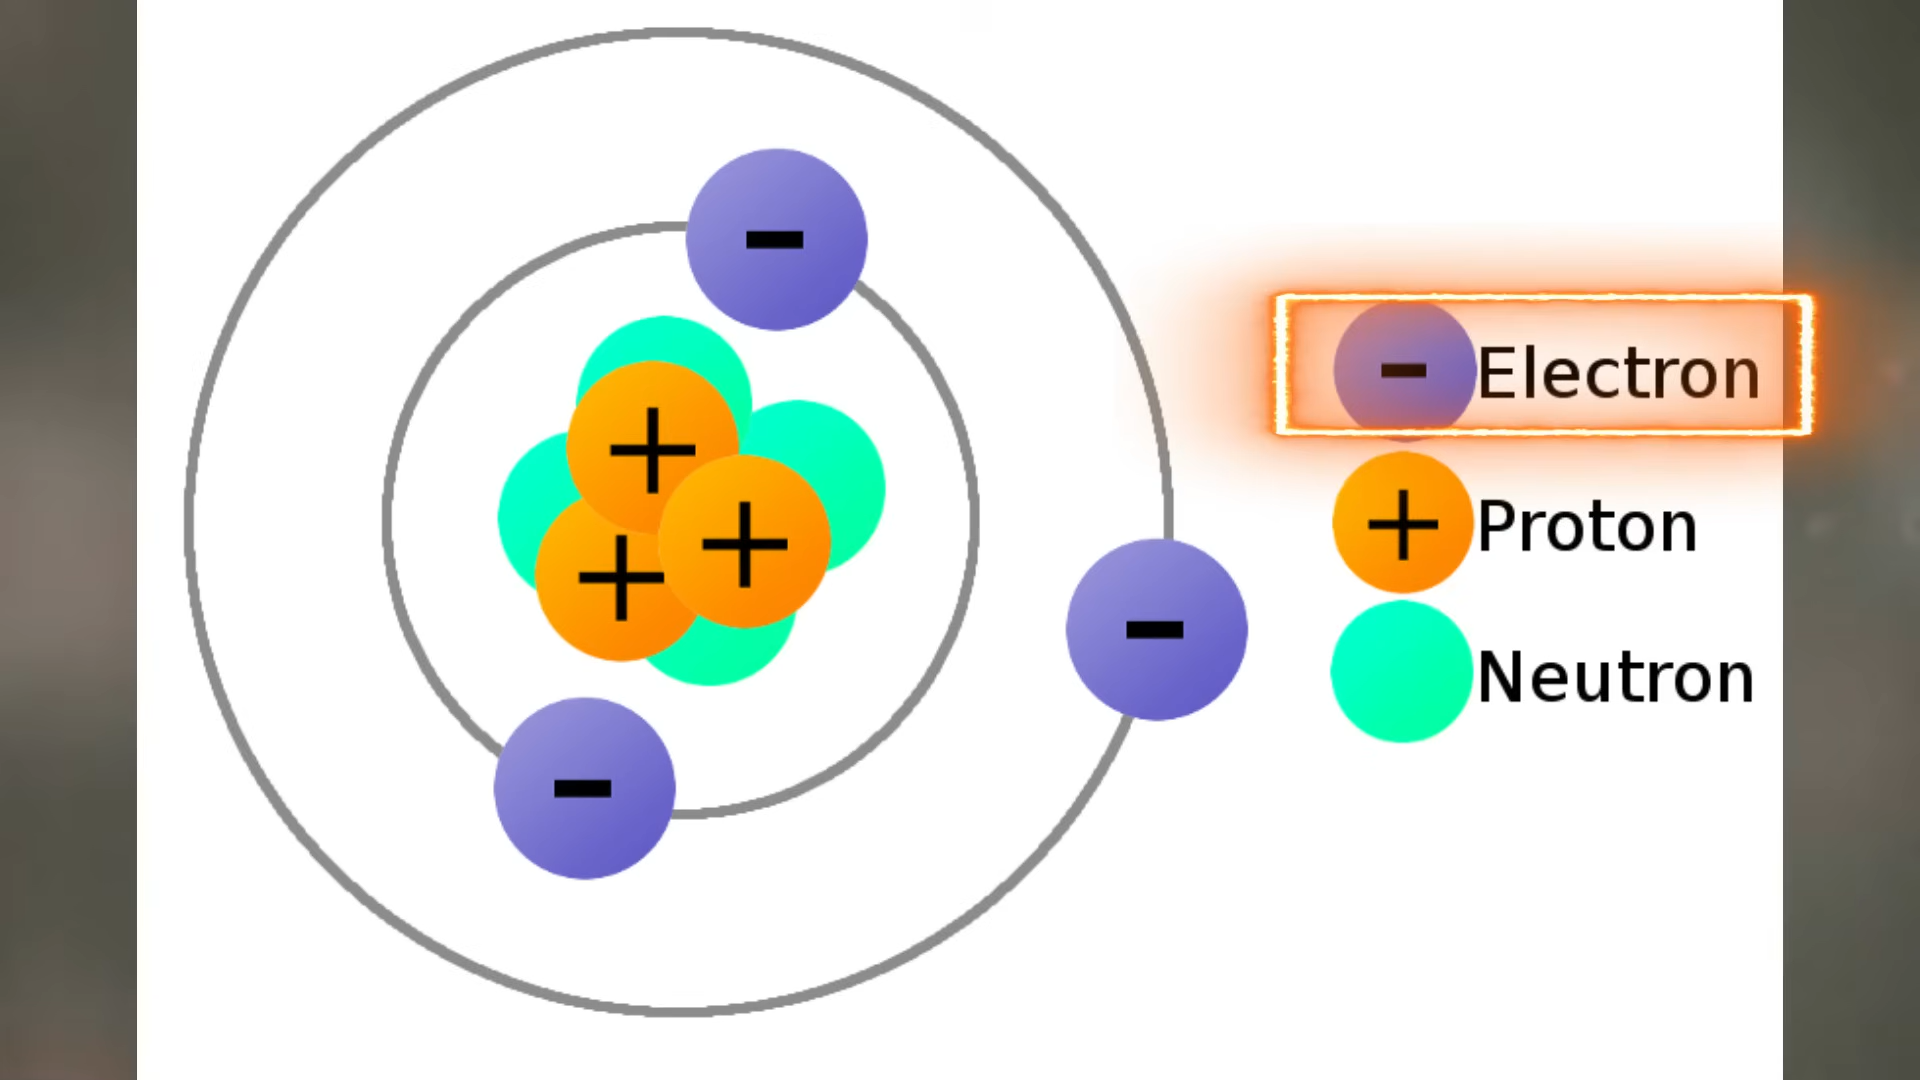 −
+
+
+
−
−
− Electron
+ Proton
Neutron